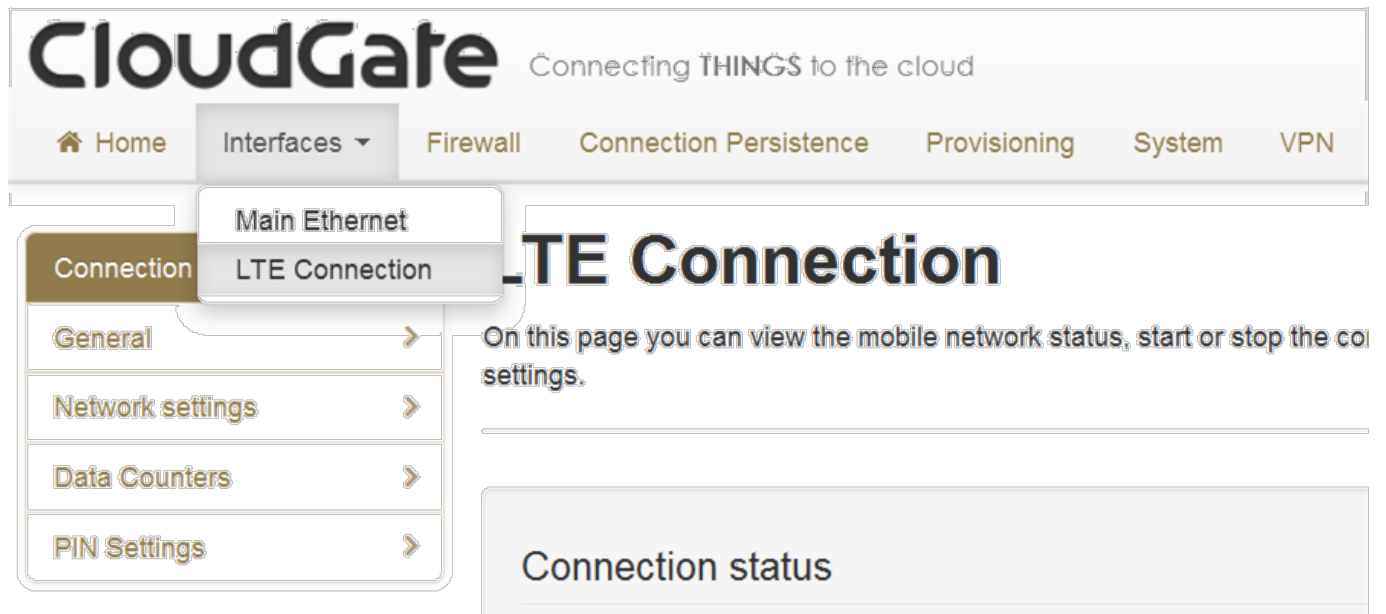 CloudGate Connecting THINGS to the cloud
Home Interfaces Firewall Connection Persistence Provisioning System VPN
Main Ethernet
LTE Connection
Connection
General
Network settings
Data Counters
PIN Settings
LTE Connection
On this page you can view the mobile network status, start or stop the
settings.
Connection status